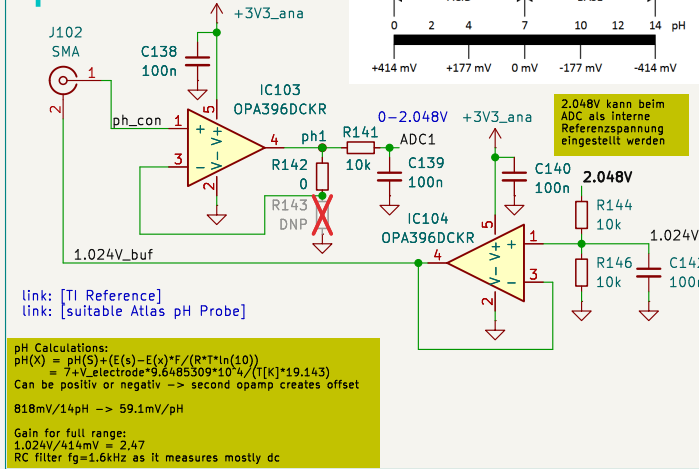 J102
SMA
1
2
+3V3_ana
C138
100n
IC103
OPA396DCKR
ph_con
1
3
5
V+
V-
2
4
ph1
R141
10k
0-2.048V
ADC1
R142
0
R143
DNP
C139
100n
0 2 4 7 10 12 14 pH
+414 mV +177 mV 0 mV -177 mV -414 mV
+3V3_ana
2.048V kann beim
ADC als interne
Referenzspannung
eingestellt werden
C140
100n
2.048V
R144
10k
1.024V
IC104
OPA396DCKR
5
V+
V-
2
4
1
3
R146
10k
100n
1.024V_buf
link: [TI Reference]
link: [suitable Atlas pH Probe]
pH Calculations:
pH(X) = pH(S)+(E(s)-E(x)*F/(R*T*ln(10))
= 7+V_electrode*9.6485309*10^4/(T[K]*19.143)
Can be positiv or negativ -> second opamp creates offset
818mV/14pH -> 59.1mV/pH
Gain for full range:
1.024V/414mV = 2,47
RC filter fg=1.6kHz as it measures mostly dc